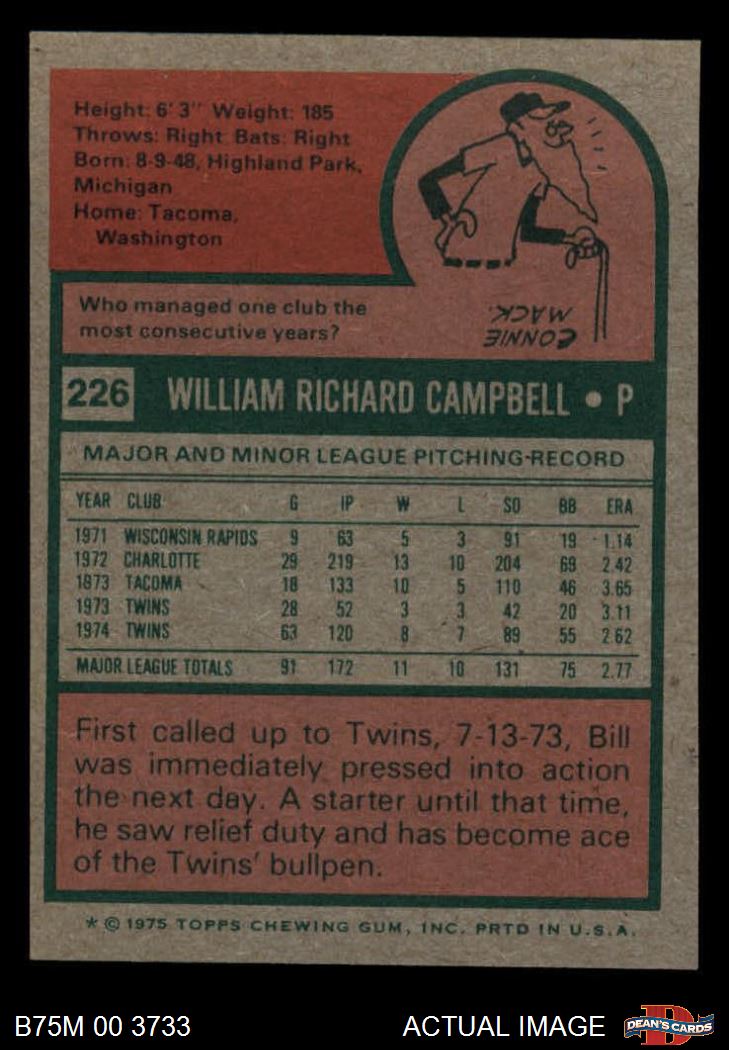 Height: 6' 3" Weight: 185
Throws: Right Bats: Right
Born: 8-9-48, Highland Park,
Michigan
Home: Tacoma,
Washington
Who managed one club the
most consecutive years?
CONNIE
MACK.
226 WILLIAM RICHARD CAMPBELL • P
MAJOR AND MINOR LEAGUE PITCHING RECORD
YEAR CLUB G IP W L SO BB ERA
1971 WISCONSIN RAPIDS 9 63 5 3 91 19 1.14
1972 CHARLOTTE 29 219 13 10 204 69 2.42
1873 TACOMA 18 133 10 5 110 46 3.65
1973 TWINS 28 52 3 3 42 20 3.11
1974 TWINS 63 120 8 7 89 55 2.62
MAJOR LEAGUE TOTALS 91 172 11 10 131 75 2.77
First called up to Twins, 7-13-73, Bill
was immediately pressed into action
the next day. A starter until that time,
he saw relief duty and has become ace
of the Twins' bullpen.
* © 1975 TOPPS CHEWING GUM, INC. PRTD IN U.S.A.
B75M 00 3733 ACTUAL IMAGE
D
DEAN'S CARDS